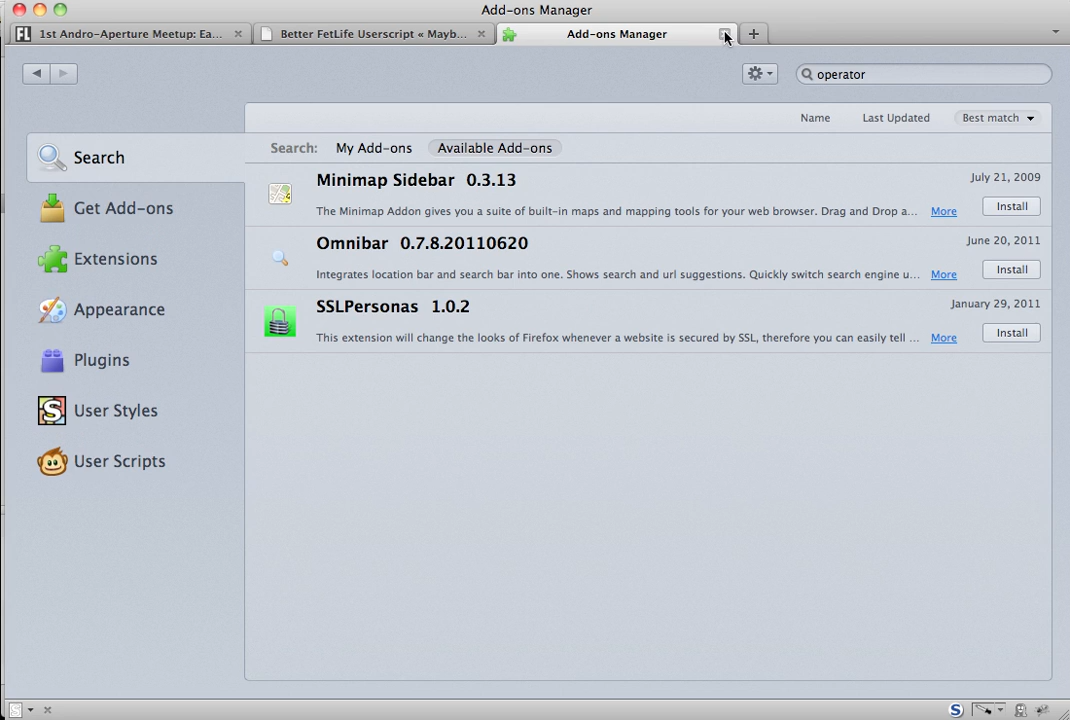 Add-ons Manager
FL 1st Andro-Aperture Meetup: Ea...
Better FetLife Userscript « Mayb...
Add-ons Manager
operator
Name Last Updated Best match
Search
Search: My Add-ons Available Add-ons
Get Add-ons
Extensions
Appearance
Plugins
User Styles
User Scripts
Minimap Sidebar 0.3.13
July 21, 2009
The Minimap Addon gives you a suite of built-in maps and mapping tools for your web browser. Drag and Drop a... More
Install
Omnibar 0.7.8.20110620
June 20, 2011
Integrates location bar and search bar into one. Shows search and url suggestions. Quickly switch search engine u... More
Install
SSLPersonas 1.0.2
January 29, 2011
This extension will change the looks of Firefox whenever a website is secured by SSL, therefore you can easily tell ... More
Install
S
S